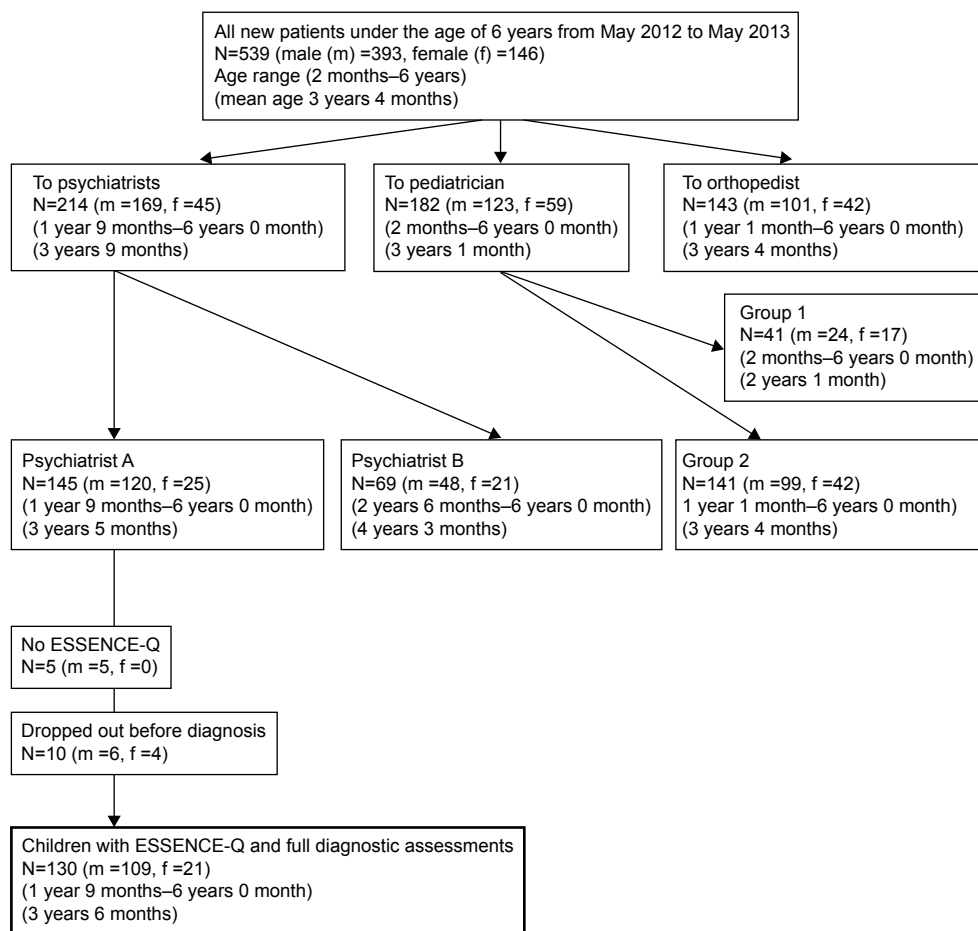 All new patients under the age of 6 years from May 2012 to May 2013
N=539 (male (m) =393, female (f) =146)
Age range (2 months–6 years)
(mean age 3 years 4 months)
To psychiatrists
N=214 (m =169, f =45)
(1 year 9 months–6 years 0 month)
(3 years 9 months)
To pediatrician
N=182 (m =123, f =59)
(2 months–6 years 0 month)
(3 years 1 month)
To orthopedist
N=143 (m =101, f =42)
(1 year 1 month–6 years 0 month)
(3 years 4 months)
Group 1
N=41 (m =24, f =17)
(2 months–6 years 0 month)
(2 years 1 month)
Psychiatrist A
N=145 (m =120, f =25)
(1 year 9 months–6 years 0 month)
(3 years 5 months)
Psychiatrist B
N=69 (m =48, f =21)
(2 years 6 months–6 years 0 month)
(4 years 3 months)
Group 2
N=141 (m =99, f =42)
1 year 1 month–6 years 0 month)
(3 years 4 months)
No ESSENCE-Q
N=5 (m =5, f =0)
Dropped out before diagnosis
N=10 (m =6, f =4)
Children with ESSENCE-Q and full diagnostic assessments
N=130 (m =109, f =21)
(1 year 9 months–6 years 0 month)
(3 years 6 months)